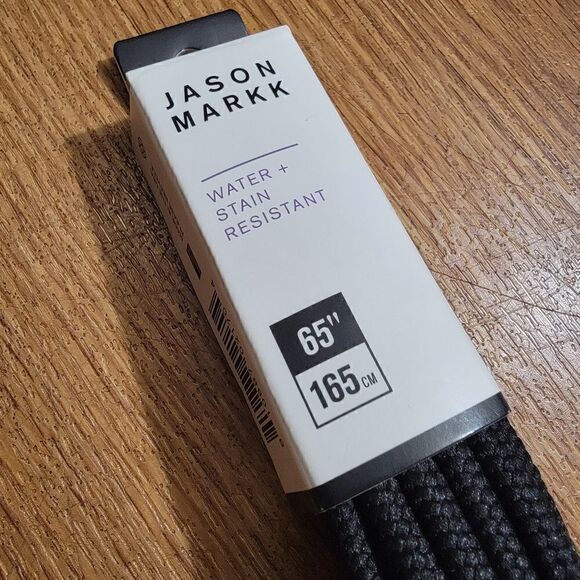 JASON
MARKK
WATER +
STAIN
RESISTANT
65"
165 CM